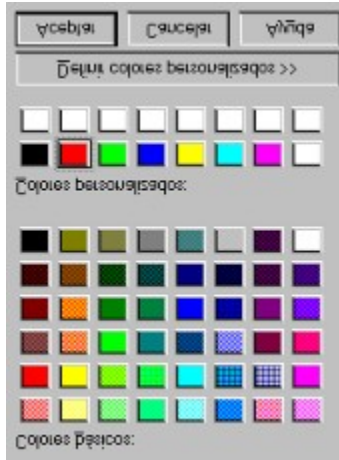 Colores básicos:
Colores personalizados:
Definir colores personalizados >>
Aceptar Cancelar Ayuda